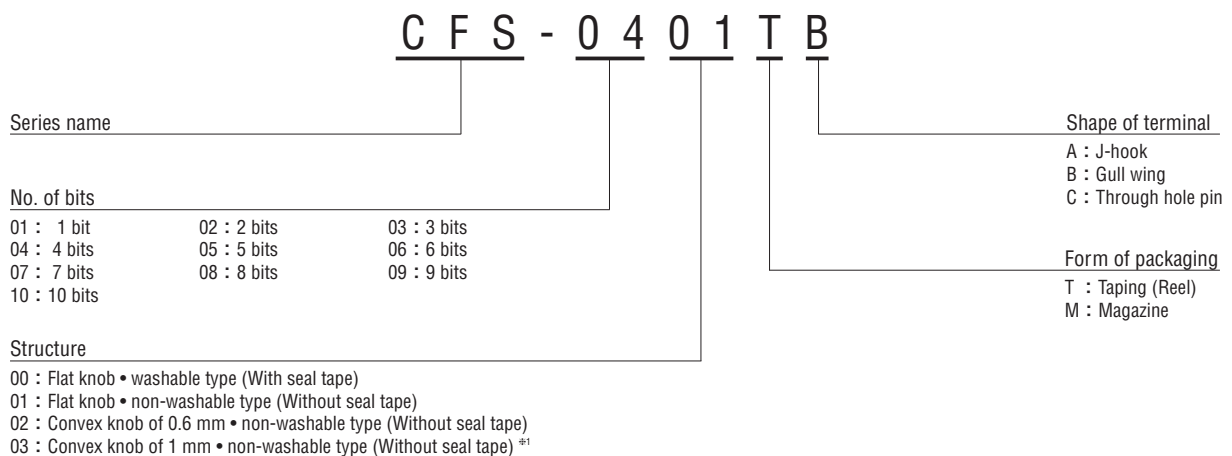 C F S - 0 4 0 1 T B
Series name
Shape of terminal
A : J-hook
B : Gull wing
C : Through hole pin
No. of bits
01 : 1 bit 02 : 2 bits 03 : 3 bits
04 : 4 bits 05 : 5 bits 06 : 6 bits
07 : 7 bits 08 : 8 bits 09 : 9 bits
10 : 10 bits
Form of packaging
T : Taping (Reel)
M : Magazine
Structure
00 : Flat knob • washable type (With seal tape)
01 : Flat knob • non-washable type (Without seal tape)
02 : Convex knob of 0.6 mm • non-washable type (Without seal tape)
03 : Convex knob of 1 mm • non-washable type (Without seal tape) ※1